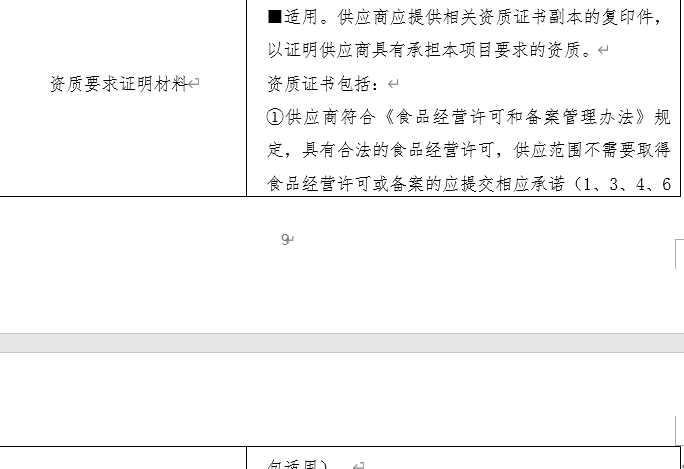 ■适用。供应商应提供相关资质证书副本的复印件，
以证明供应商具有承担本项目要求的资质。
资质要求证明材料
资质证书包括：
①供应商符合《食品经营许可和备案管理办法》规
定，具有合法的食品经营许可，供应范围不需要取得
食品经营许可或备案的应提交相应承诺（1、3、4、6
9
包适用）